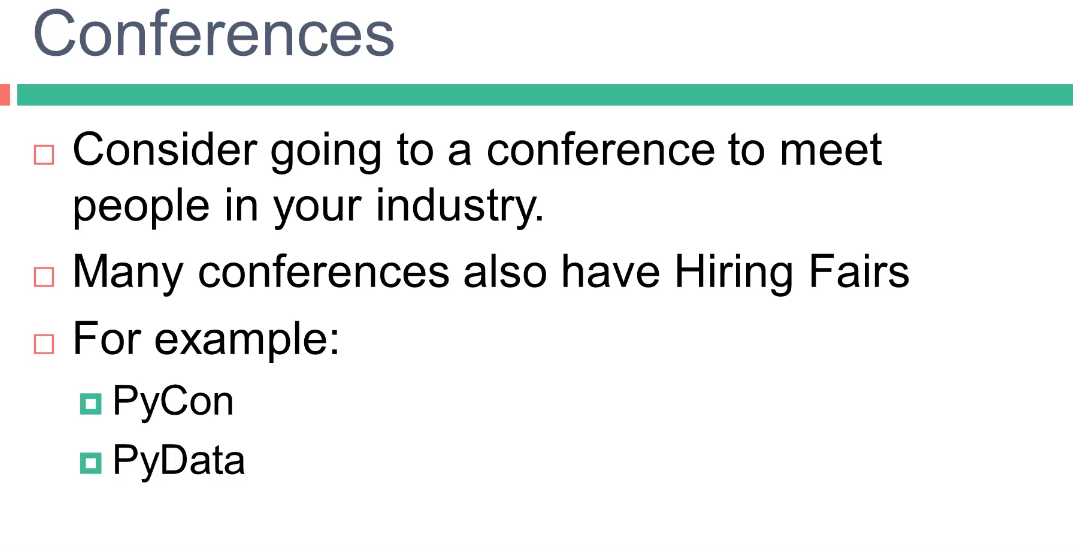 Conferences
Consider going to a conference to meet
people in your industry.
Many conferences also have Hiring Fairs
For example:
PyCon
PyData